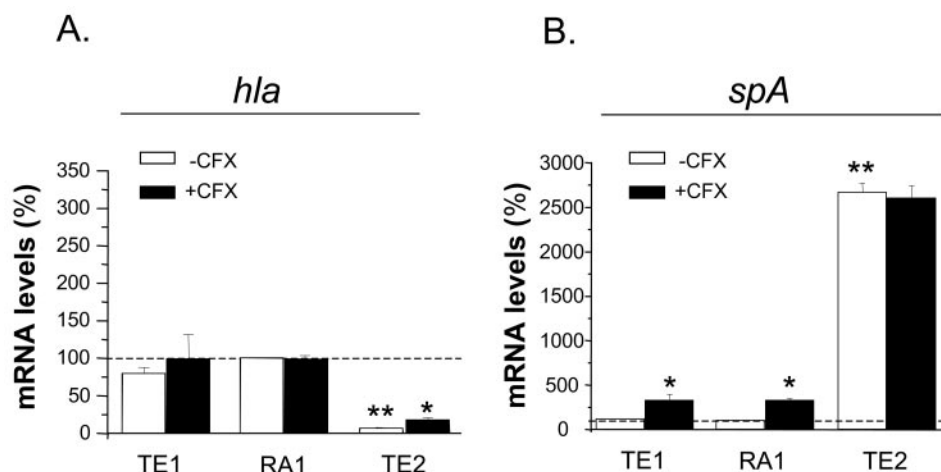 A.
hla
-CFX
+CFX
mRNA levels (%)
350
300
250
200
150
100
50
0
** *
TE1 RA1 TE2
B.
spA
-CFX
+CFX
mRNA levels (%)
3000
2500
2000
1500
1000
500
0
**
* *
TE1 RA1 TE2